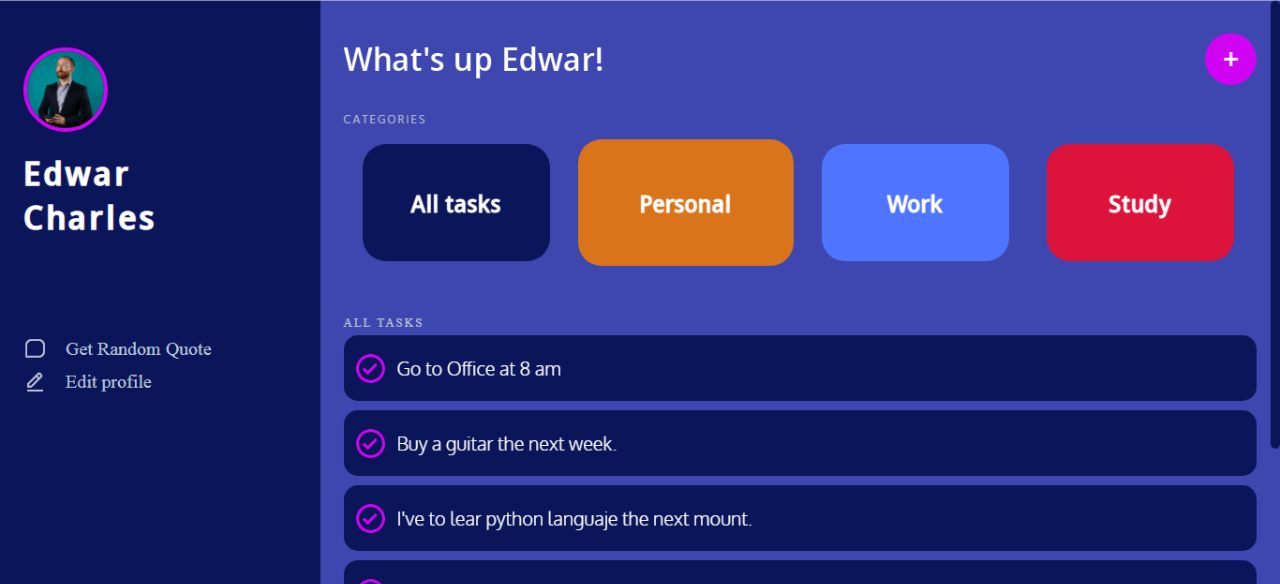 Edwar
Charles
Get Random Quote
Edit profile
What's up Edwar!
+
CATEGORIES
All tasks
Personal
Work
Study
ALL TASKS
Go to Office at 8 am
Buy a guitar the next week.
I've to lear python languaje the next mount.